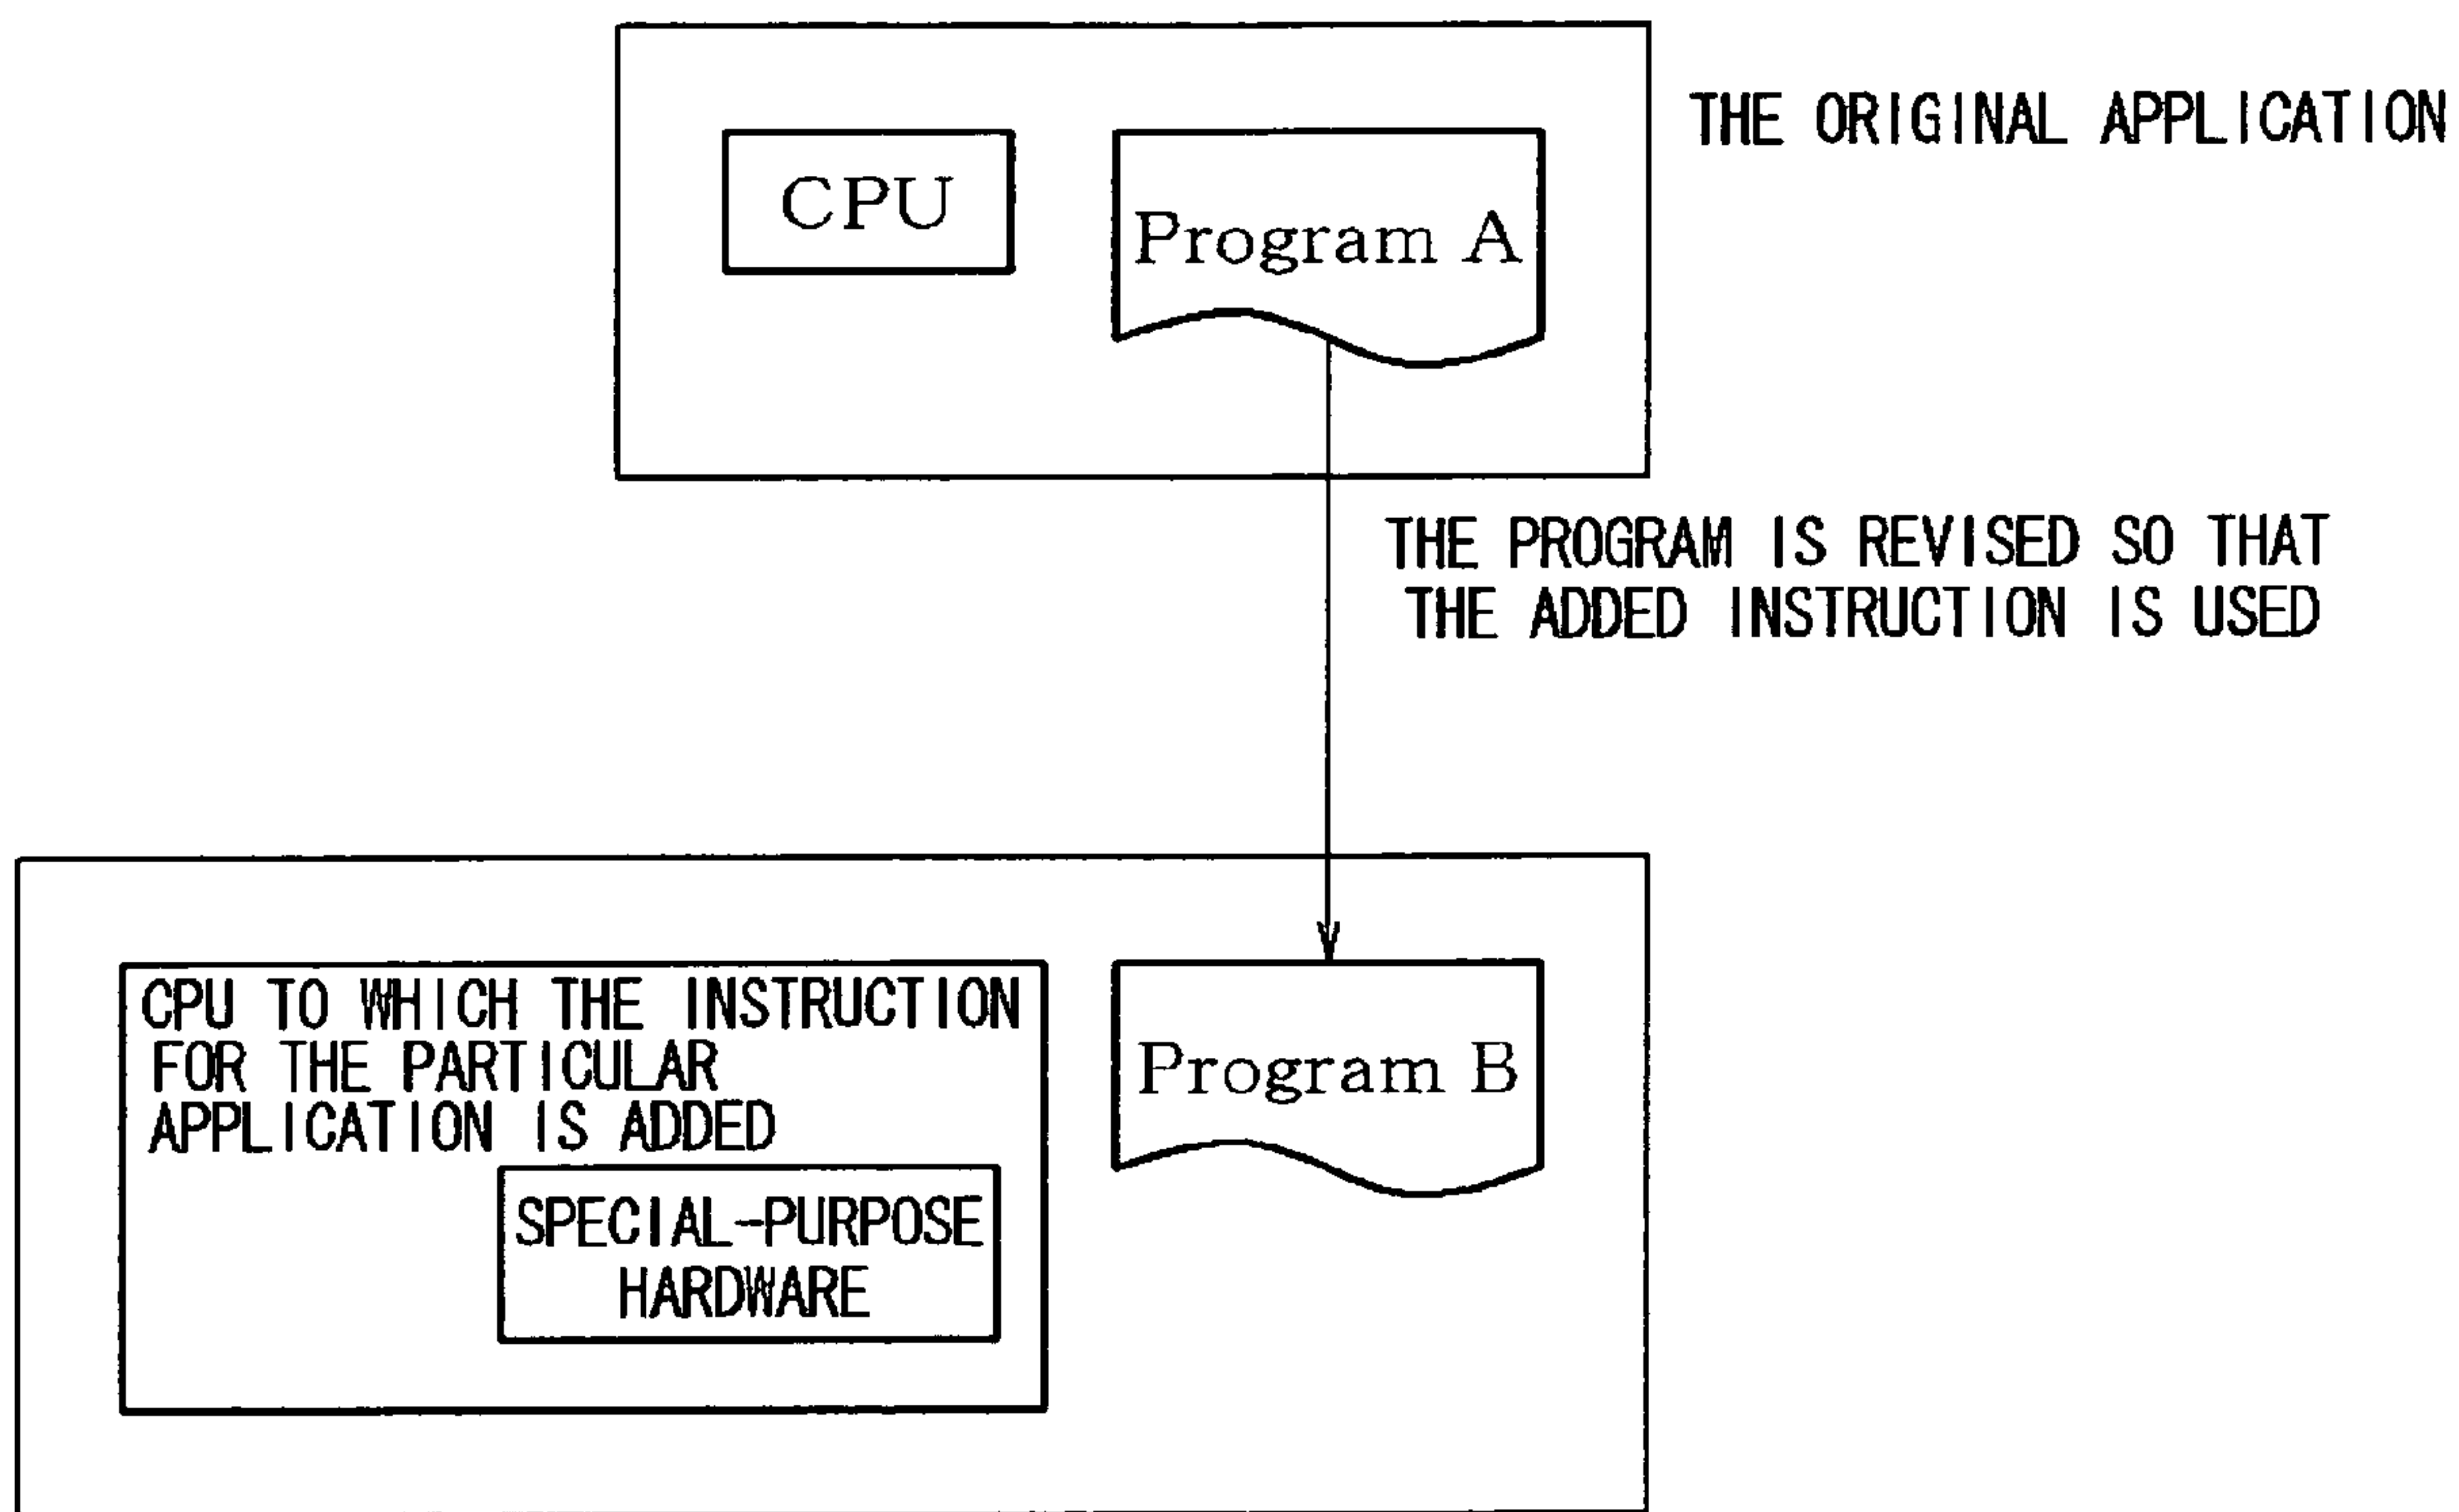 THE ORIGINAL APPLICATION
CPU
Program A
THE PROGRAM IS REVISED SO THAT
THE ADDED INSTRUCTION IS USED
CPU TO WHICH THE INSTRUCTION
FOR THE PARTICULAR
APPLICATION IS ADDED
SPECIAL-PURPOSE
HARDWARE
Program B